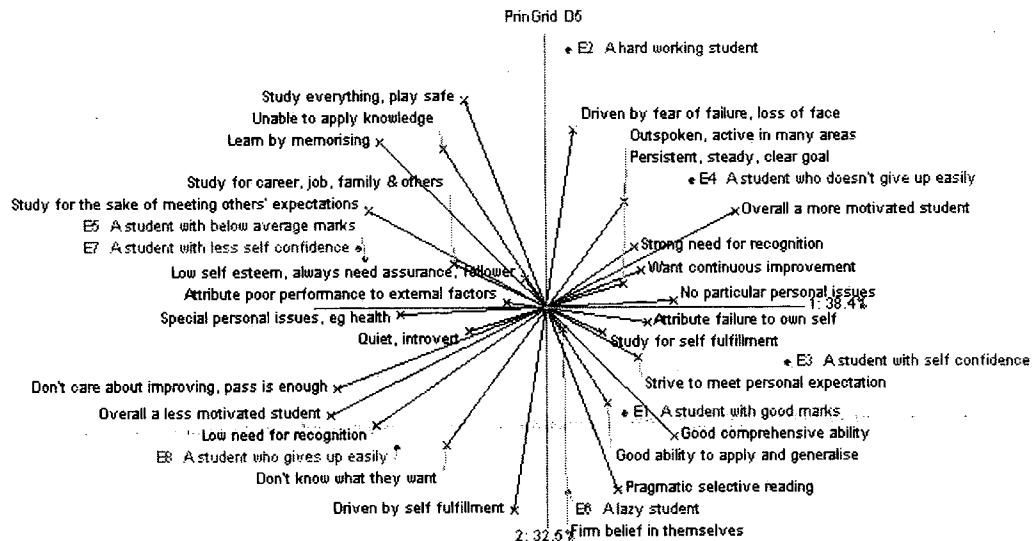 PrinGrid D5
E2 A hard working student
Study everything, play safe
Driven by fear of failure, loss of face
Unable to apply knowledge
Outspoken, active in many areas
Learn by memorising
Persistent, steady, clear goal
Study for career, job, family & others
E4 A student who doesn't give up easily
Study for the sake of meeting others' expectations
Overall a more motivated student
E5 A student with below average marks
E7 A student with less self confidence
Strong need for recognition
Low self esteem, always need assurance, follower
Want continuous improvement
Attribute poor performance to external factors
No particular personal issues
1: 38.4%
Special personal issues, eg health
Attribute failure to own self
Quiet, introvert
Study for self fulfillment
E3 A student with self confidence
Don't care about improving, pass is enough
Strive to meet personal expectation
Overall a less motivated student
E1 A student with good marks
Low need for recognition
Good comprehensive ability
E8 A student who gives up easily
Good ability to apply and generalise
Don't know what they want
Pragmatic selective reading
Driven by self fulfillment
E6 A lazy student
2: 32.5%
Firm belief in themselves